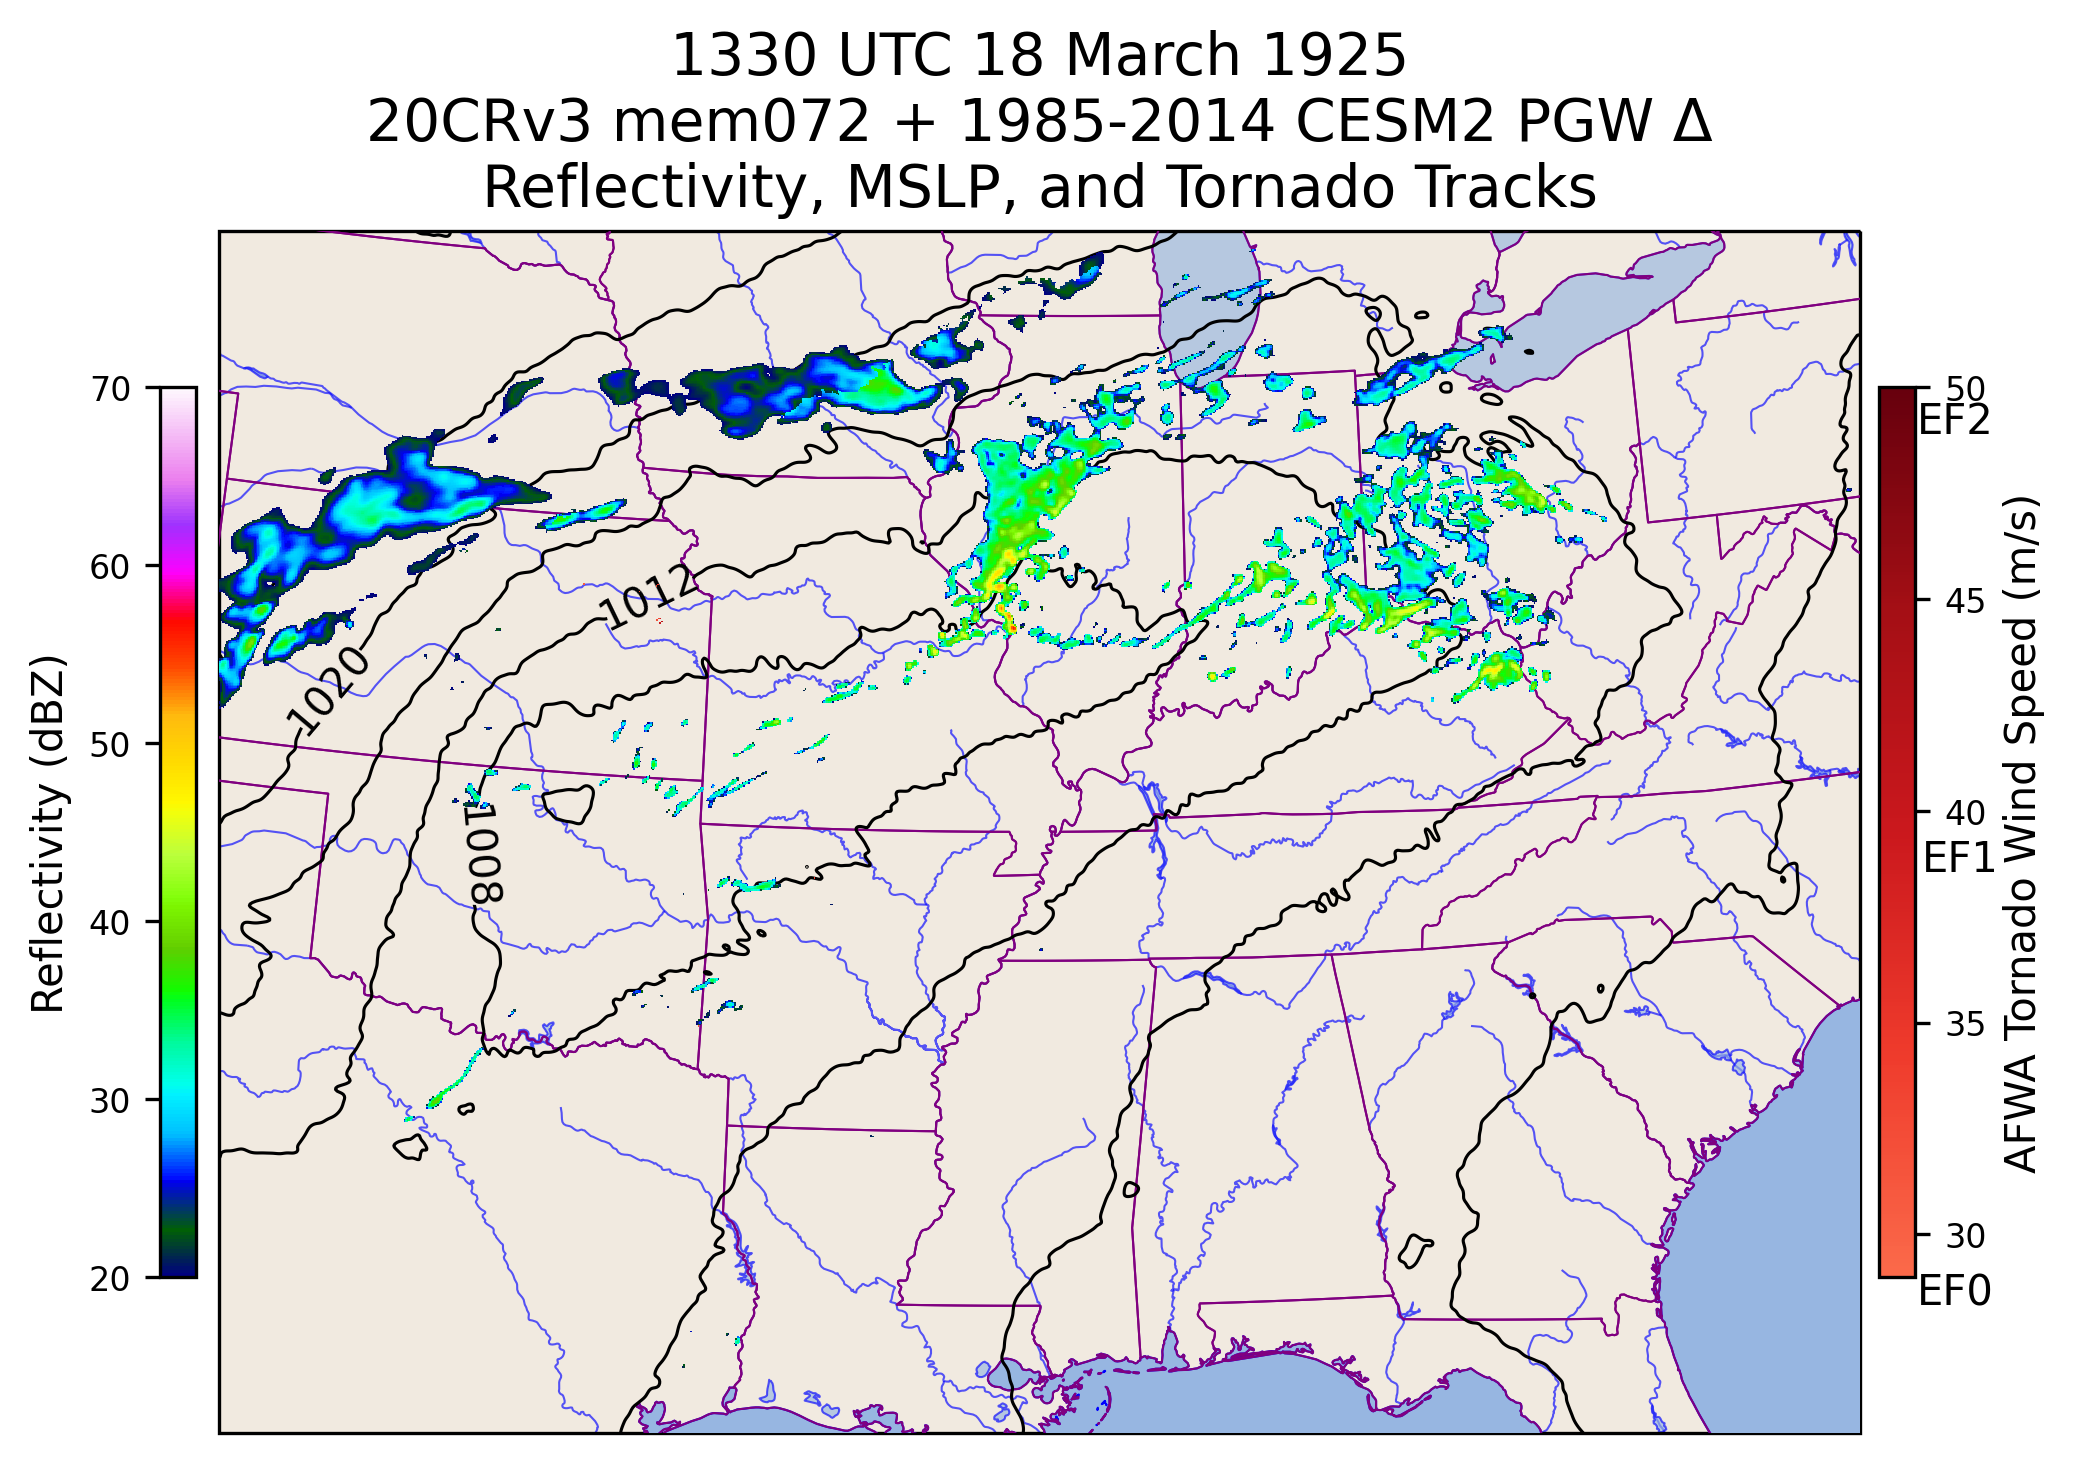 1330 UTC 18 March 1925
20CRv3 mem072 + 1985-2014 CESM2 PGW Δ
Reflectivity, MSLP, and Tornado Tracks
Reflectivity (dBZ)
70
60
50
40
30
20
1012
1020
1008
50
EF2
45
40
EF1
35
30
EF0
AFWA Tornado Wind Speed (m/s)